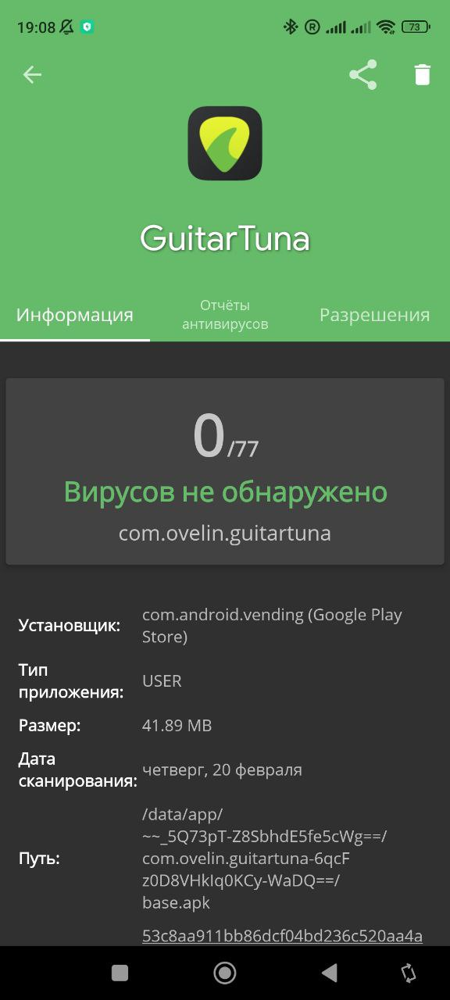 19:08
R
73
GuitarTuna
Информация
Отчёты
антивирусов
Разрешения
0/77
Вирусов не обнаружено
com.ovelin.guitartuna
Установщик:
com.android.vending (Google Play
Store)
Тип
приложения:
USER
Размер:
41.89 MB
Дата
сканирования:
четверг, 20 февраля
Путь:
/data/app/
~~_5Q73pT-Z8SbhdE5fe5cWg==/
com.ovelin.guitartuna-6qcF
z0D8VHkIq0KCy-WaDQ==/
base.apk
53c8aa911bb86dcf04bd236c520aa4a